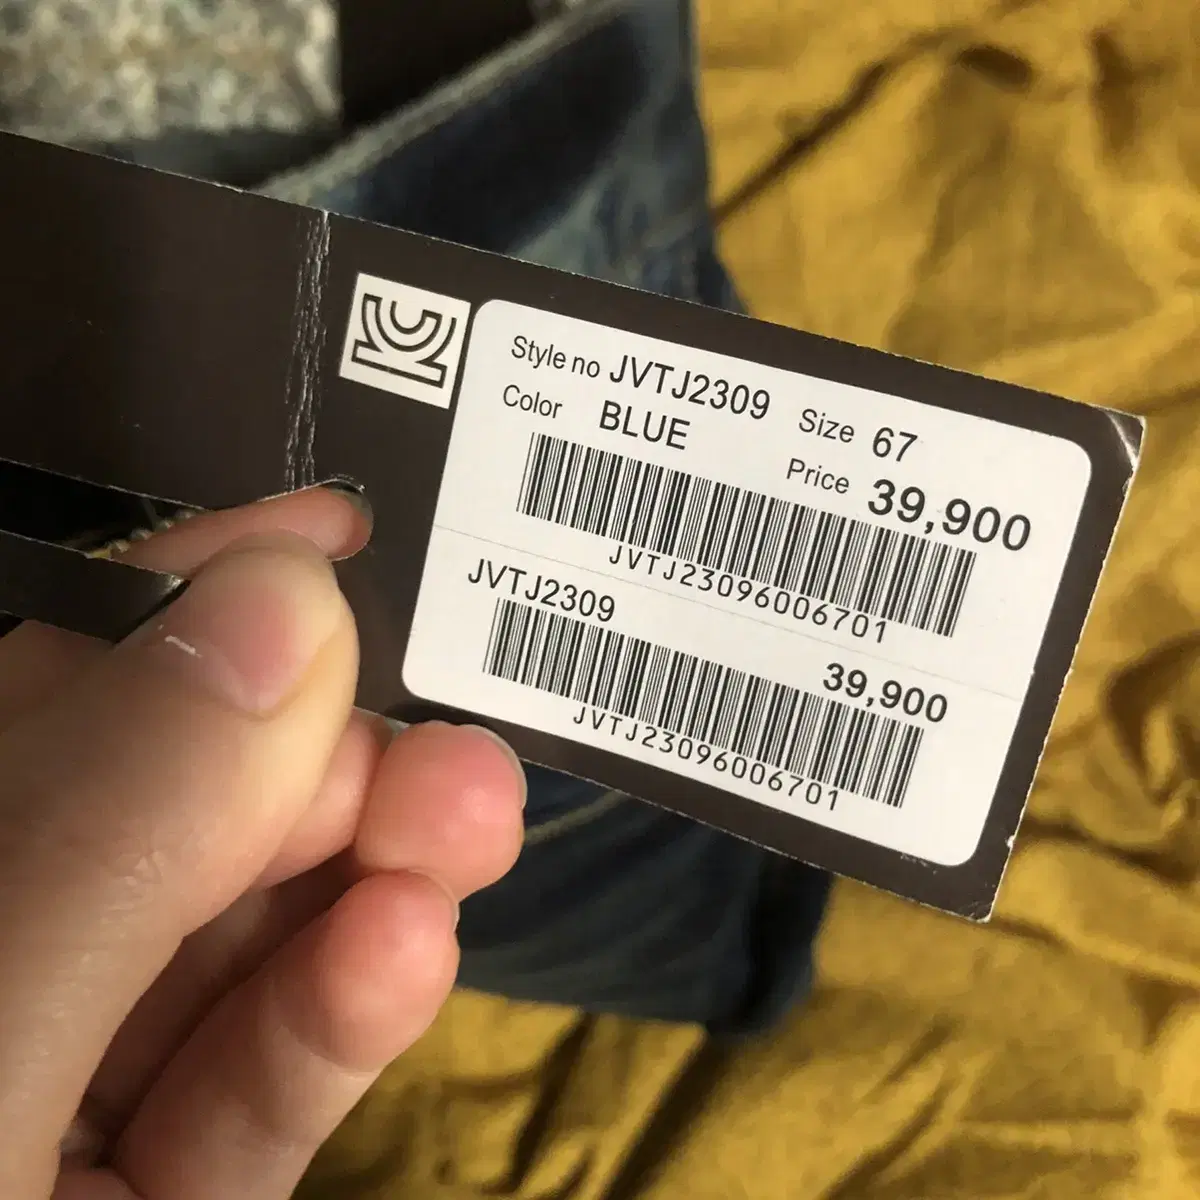 Style no JVTJ2309 Size 67
Color BLUE Price 39,900
JVTJ23096006701
JVTJ2309
39,900
JVTJ23096006701